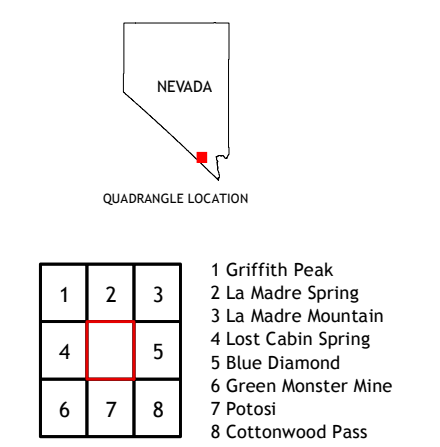 NEVADA
QUADRANGLE LOCATION
1 2 3
4 5
6 7 8
1 Griffith Peak
2 La Madre Spring
3 La Madre Mountain
4 Lost Cabin Spring
5 Blue Diamond
6 Green Monster Mine
7 Potosi
8 Cottonwood Pass